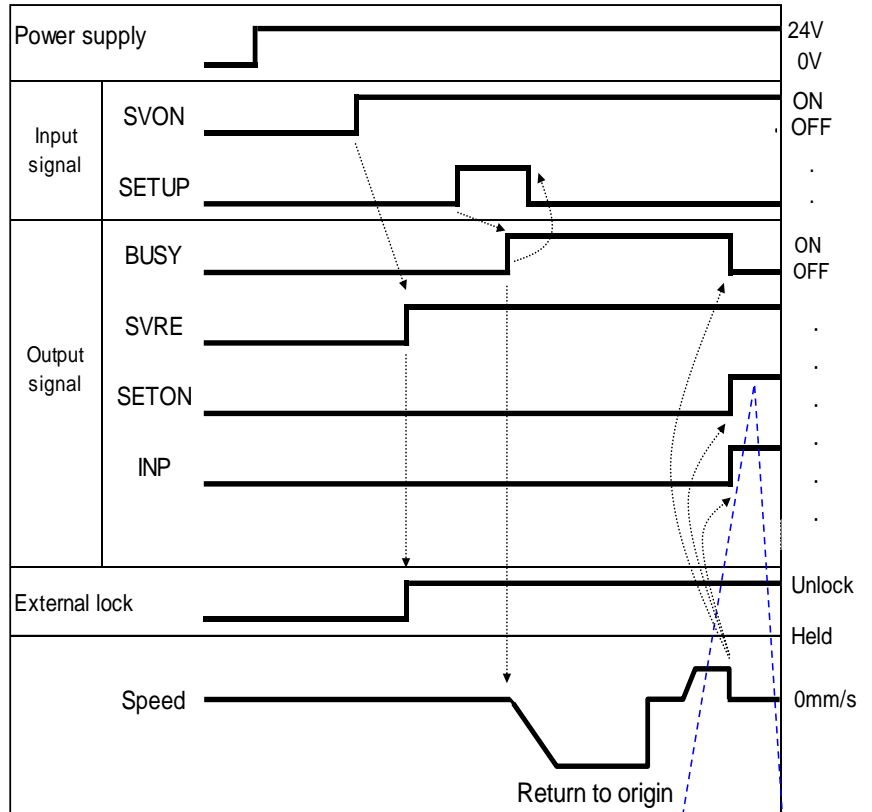 Power supply
24V
0V
Input
signal
SVON
ON
OFF
SETUP
Output
signal
BUSY
ON
OFF
SVRE
SETON
INP
External lock
Unlock
Held
Speed
0mm/s
Return to origin